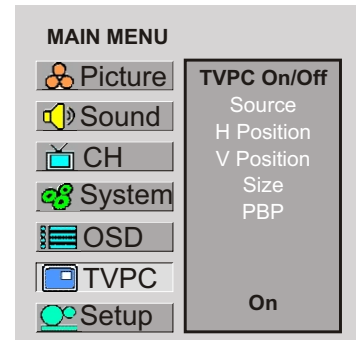 MAIN MENU
Picture
Sound
CH
System
OSD
TVPC
Setup
TVPC On/Off
Source
H Position
V Position
Size
PBP
On